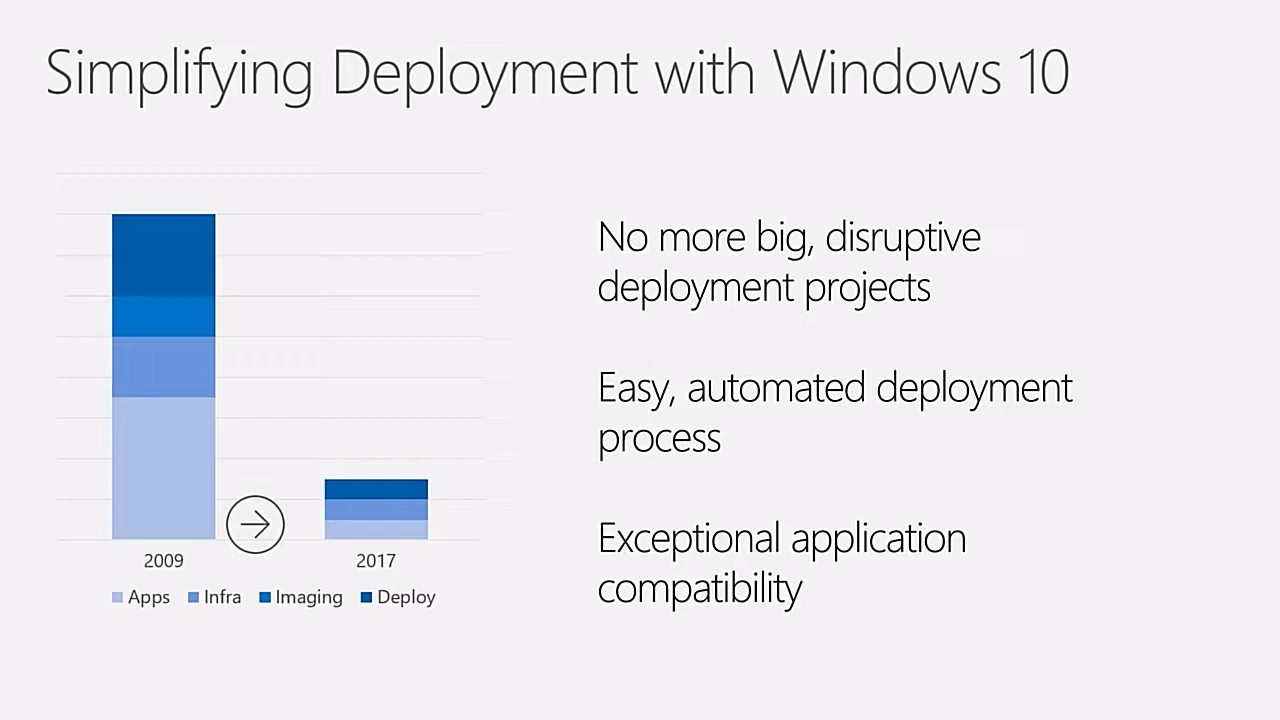 Simplifying Deployment with Windows 10
No more big, disruptive
deployment projects
Easy, automated deployment
process
Exceptional application
compatibility
2009 2017
Apps Infra Imaging Deploy